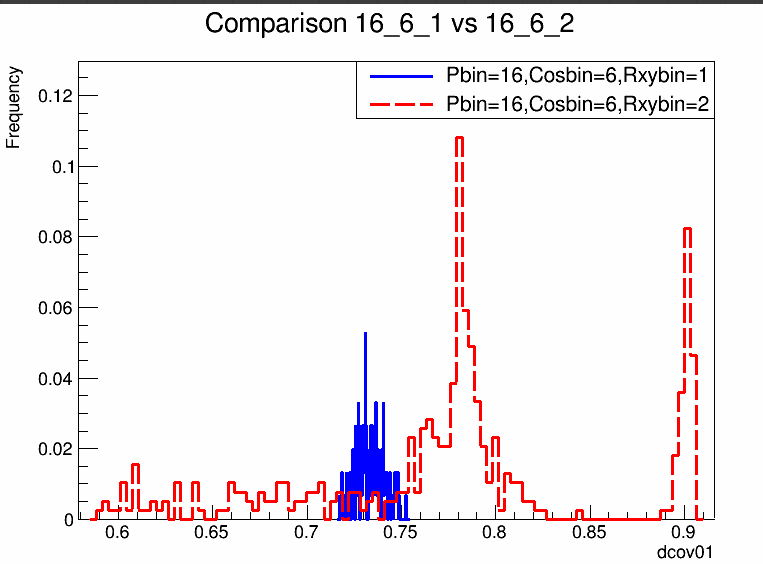 Comparison 16_6_1 vs 16_6_2
Frequency
Pbin=16,Cosbin=6,Rxybin=1
Pbin=16,Cosbin=6,Rxybin=2
0.12
0.1
0.08
0.06
0.04
0.02
0
0.6 0.65 0.7 0.75 0.8 0.85 0.9
dcov01